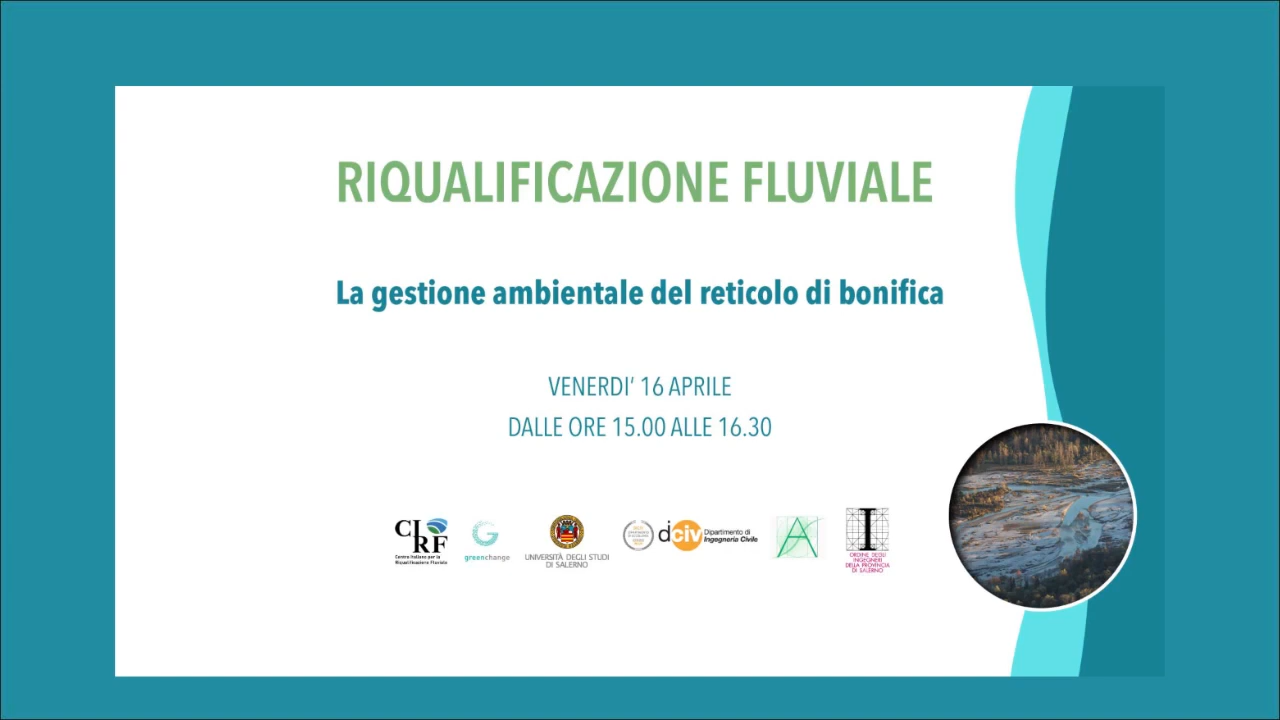 RIQUALIFICAZIONE FLUVIALE
La gestione ambientale del reticolo di bonifica
VENERDI’ 16 APRILE
DALLE ORE 15.00 ALLE 16.30
CIRF
Centro Italiano per la
Riqualificazione Fluviale
greenchange
UNIVERSITÀ DEGLI STUDI
DI SALERNO
diciv
Dipartimento di
Ingegneria Civile
A
I
ORDINE DEGLI
INGEGNERI
DELLA PROVINCIA
DI SALERNO